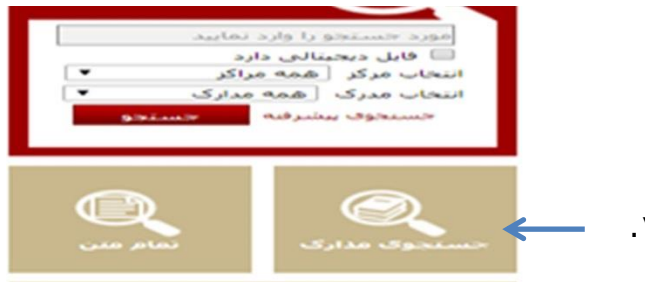 مورد جستجو را وارد نمایید
فایل دیجیتالی دارد
انتخاب مرکز همه مراکز
انتخاب مدرک همه مدارک
جستجوی پیشرفته جستجو
جستجوی مدارک
تمام متن